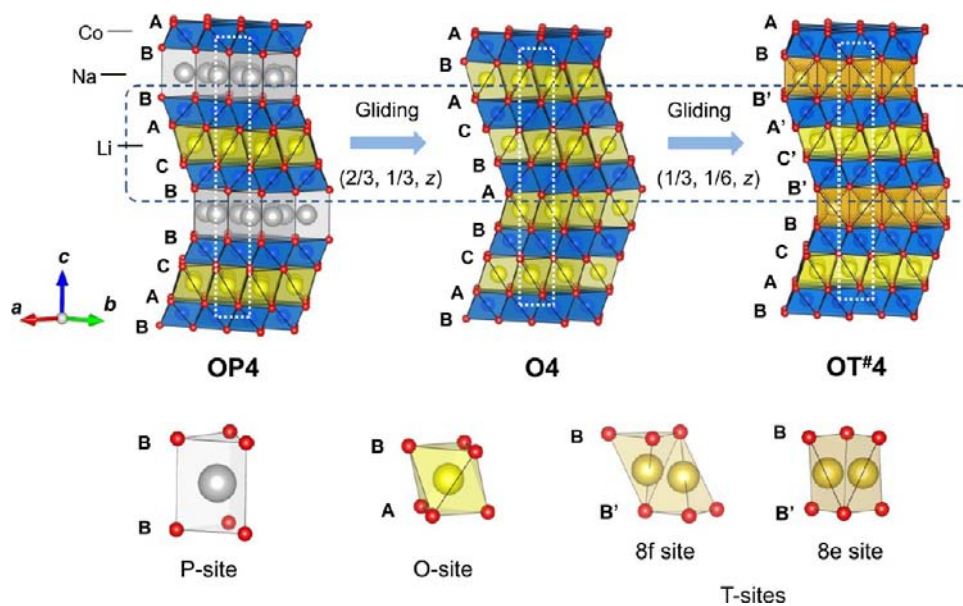 A
Co
B
Na
B
A
Li
C
B
B
C
A
B
a
b
c
OP4
Gliding
(2/3, 1/3, z)
A
B
A
C
B
A
B
C
A
B
O4
Gliding
(1/3, 1/6, z)
A
B
B'
A'
C'
B'
B
C
A
B
OT#4
B
B
P-site
B
A
O-site
B
B'
8f site
B
B'
8e site
T-sites